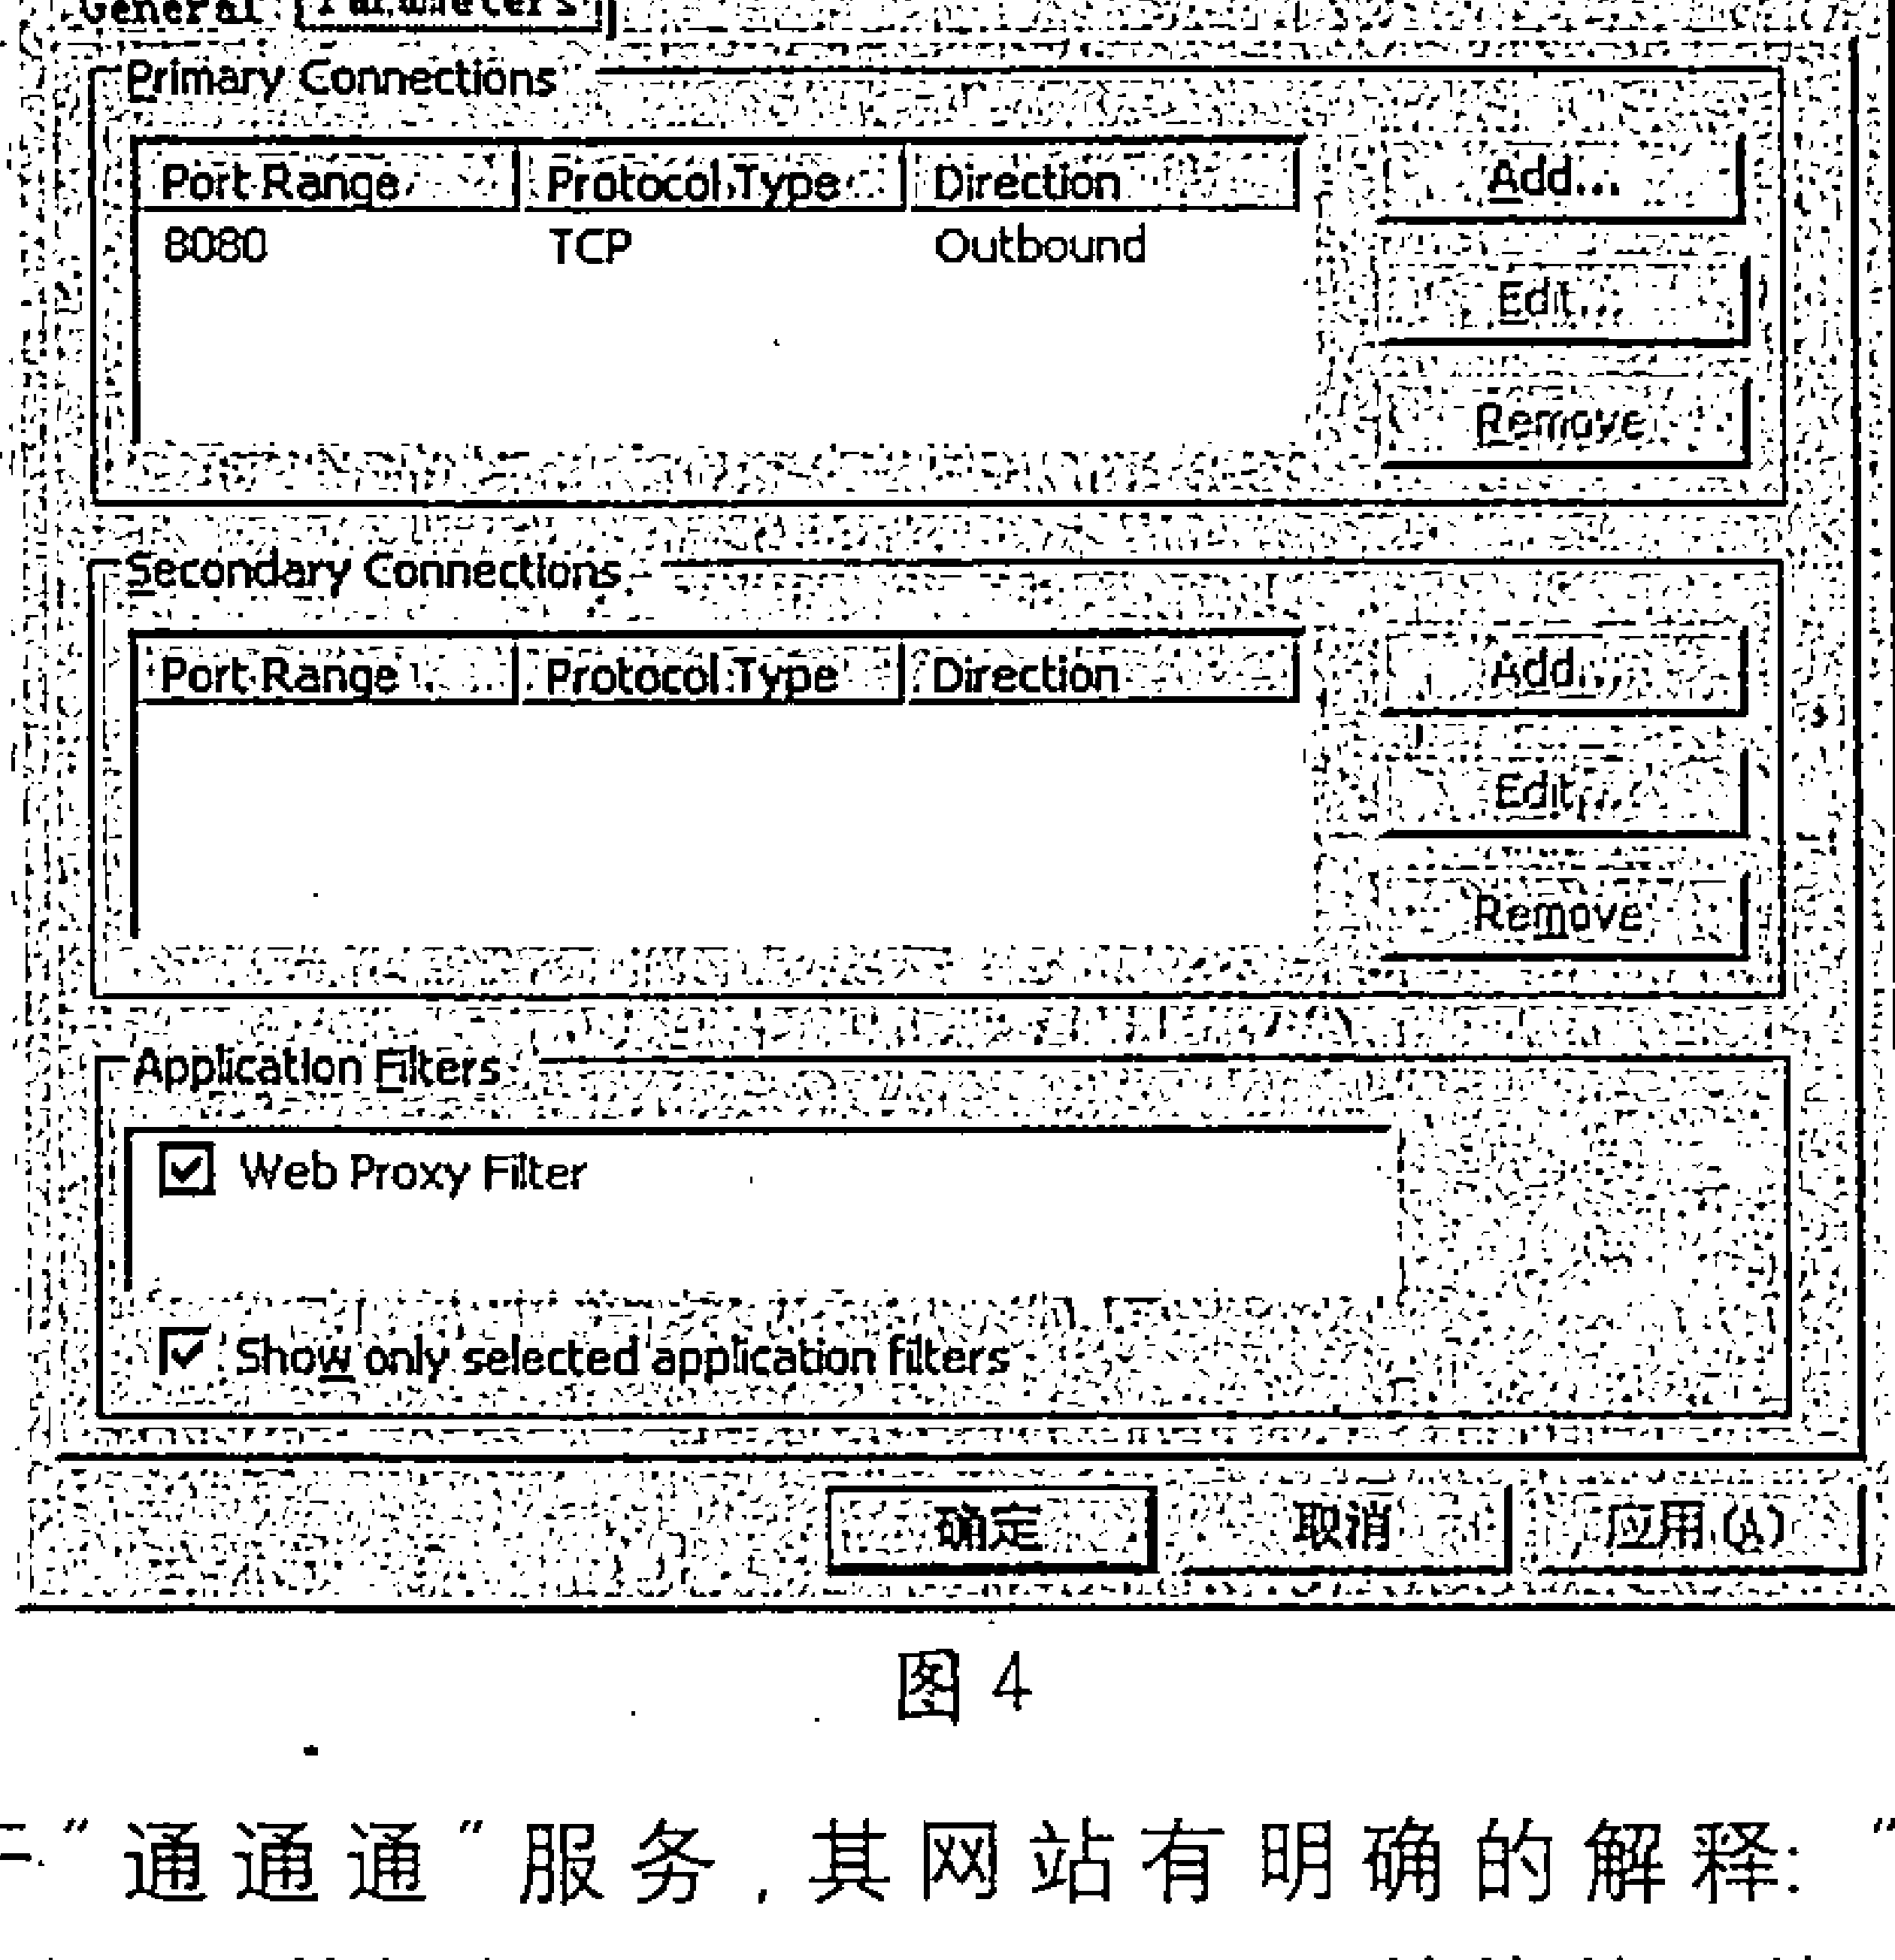 General Parameters
Primary Connections
Port Range Protocol Type Direction Add...
8080 TCP Outbound
Edit...
Remove
Secondary Connections
Port Range Protocol Type Direction Add...
Edit...
Remove
Application Filters
Web Proxy Filter
Show only selected application filters
确定 取消 应用(A)
图 4
“通通通”服务,其网站有明确的解释:“